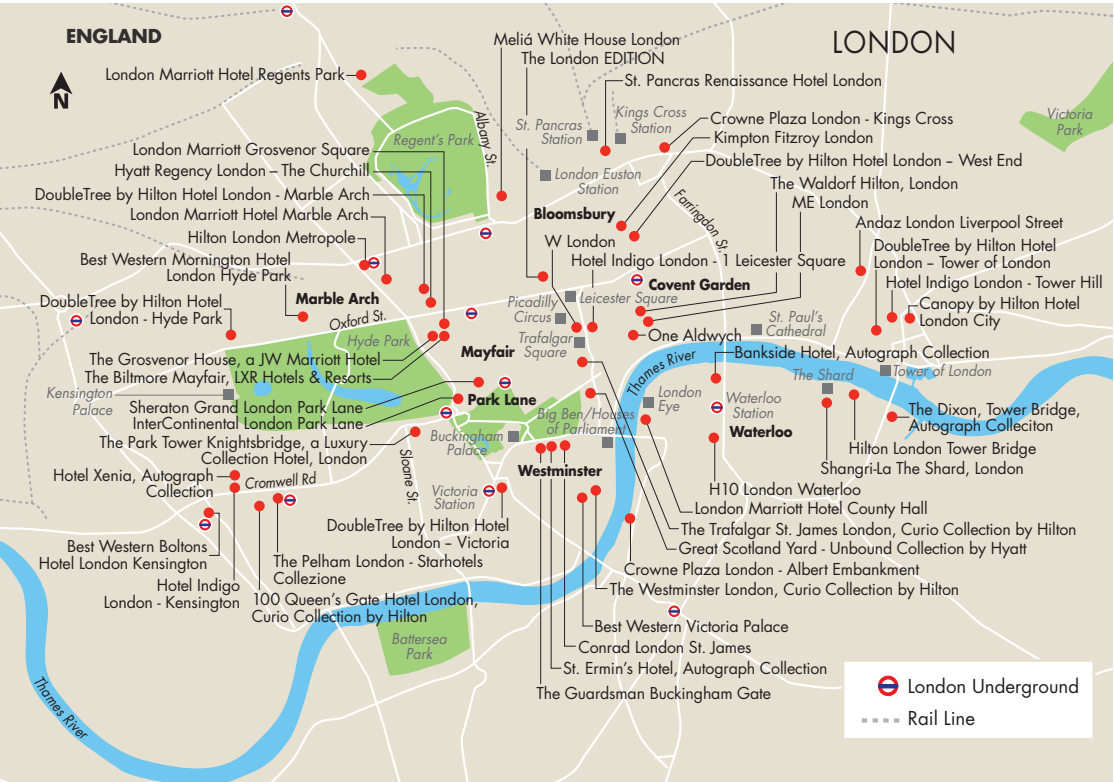 ENGLAND
LONDON
N
Meliá White House London
The London EDITION
London Marriott Hotel Regents Park
St. Pancras Renaissance Hotel London
Victoria
Park
Albany St.
Kings Cross
Station
St. Pancras
Station
Crowne Plaza London - Kings Cross
Kimpton Fitzroy London
Regent's Park
London Marriott Grosvenor Square
DoubleTree by Hilton Hotel London – West End
Hyatt Regency London – The Churchill
London Euston
Station
The Waldorf Hilton, London
ME London
DoubleTree by Hilton Hotel London - Marble Arch
Farringdon St.
London Marriott Hotel Marble Arch
Bloomsbury
Andaz London Liverpool Street
Hilton London Metropole
W London
DoubleTree by Hilton Hotel
London – Tower of London
Best Western Mornington Hotel
London Hyde Park
Hotel Indigo London - 1 Leicester Square
Hotel Indigo London - Tower Hill
Covent Garden
DoubleTree by Hilton Hotel
London - Hyde Park
Marble Arch
Picadilly
Circus
Leicester Square
Canopy by Hilton Hotel
London City
Oxford St.
St. Paul's
Cathedral
Hyde Park
Trafalgar
Square
One Aldwych
The Grosvenor House, a JW Marriott Hotel
Mayfair
Bankside Hotel, Autograph Collection
The Biltmore Mayfair, LXR Hotels & Resorts
Thames River
The Shard
Tower of London
Kensington
Palace
Sheraton Grand London Park Lane
Park Lane
London
Eye
Waterloo
Station
InterContinental London Park Lane
Big Ben/Houses
of Parliament
The Dixon, Tower Bridge,
Autograph Colleciton
The Park Tower Knightsbridge, a Luxury
Collection Hotel, London
Buckingham
Palace
Waterloo
Hilton London Tower Bridge
Sloane St.
Westminster
Shangri-La The Shard, London
Hotel Xenia, Autograph
Collection
Cromwell Rd
Victoria
Station
H10 London Waterloo
London Marriott Hotel County Hall
DoubleTree by Hilton Hotel
London – Victoria
The Trafalgar St. James London, Curio Collection by Hilton
Best Western Boltons
Hotel London Kensington
The Pelham London - Starhotels
Collezione
Great Scotland Yard - Unbound Collection by Hyatt
Crowne Plaza London - Albert Embankment
Hotel Indigo
London - Kensington
The Westminster London, Curio Collection by Hilton
100 Queen's Gate Hotel London,
Curio Collection by Hilton
Best Western Victoria Palace
Battersea
Park
Conrad London St. James
St. Ermin's Hotel, Autograph Collection
The Guardsman Buckingham Gate
Thames River
London Underground
Rail Line